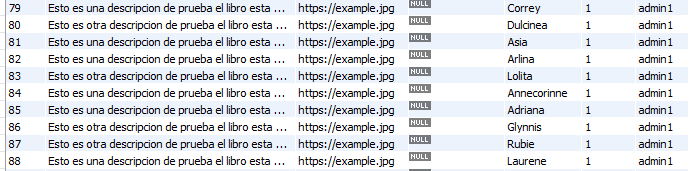 79 Esto es una descripcion de prueba el libro esta ... https://example.jpg NULL Correy 1 admin1
80 Esto es otra descripcion de prueba el libro esta ... https://example.jpg NULL Dulcinea 1 admin1
81 Esto es una descripcion de prueba el libro esta ... https://example.jpg NULL Asia 1 admin1
82 Esto es otra descripcion de prueba el libro esta ... https://example.jpg NULL Arlina 1 admin1
83 Esto es otra descripcion de prueba el libro esta ... https://example.jpg NULL Lolita 1 admin1
84 Esto es una descripcion de prueba el libro esta ... https://example.jpg NULL Annecorinne 1 admin1
85 Esto es una descripcion de prueba el libro esta ... https://example.jpg NULL Adriana 1 admin1
86 Esto es otra descripcion de prueba el libro esta ... https://example.jpg NULL Glynnis 1 admin1
87 Esto es otra descripcion de prueba el libro esta ... https://example.jpg NULL Rubie 1 admin1
88 Esto es una descripcion de prueba el libro esta ... https://example.jpg NULL Laurene 1 admin1